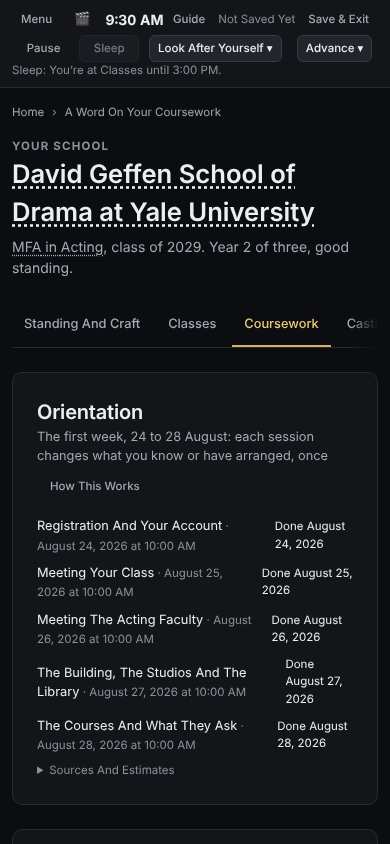 Menu 🎬 9:30 AM Guide Not Saved Yet Save & Exit
Pause Sleep Look After Yourself ▾ Advance ▾
Sleep: You're at Classes until 3:00 PM.
Home › A Word On Your Coursework
YOUR SCHOOL
David Geffen School of
Drama at Yale University
MFA in Acting, class of 2029. Year 2 of three, good
standing.
Standing And Craft Classes Coursework Cast
Orientation
The first week, 24 to 28 August: each session
changes what you know or have arranged, once
How This Works
Registration And Your Account ·
August 24, 2026 at 10:00 AM
Done August
24, 2026
Meeting Your Class · August 25,
2026 at 10:00 AM
Done August 25,
2026
Meeting The Acting Faculty · August
26, 2026 at 10:00 AM
Done August
26, 2026
The Building, The Studios And The
Library · August 27, 2026 at 10:00 AM
Done
August 27,
2026
The Courses And What They Ask ·
August 28, 2026 at 10:00 AM
Done August
28, 2026
▶ Sources And Estimates